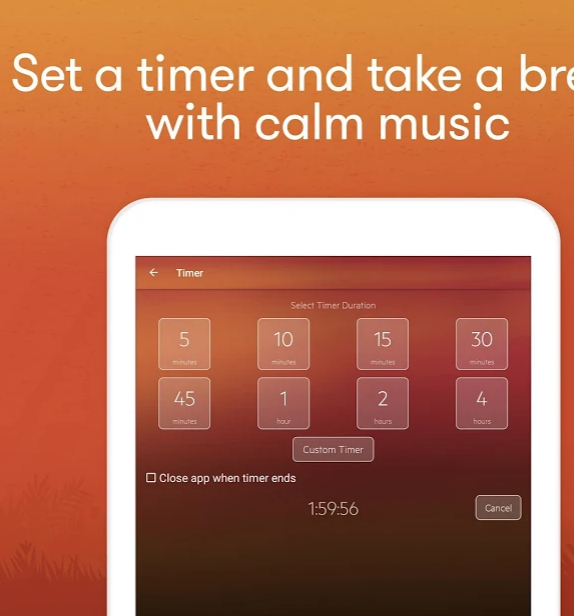 Set a timer and take a bre
with calm music
Timer
Select Timer Duration
5 10 15 30
minutes minutes minutes minutes
45 1 2 4
minutes hour hours hours
Custom Timer
Close app when timer ends
1:59:56 Cancel